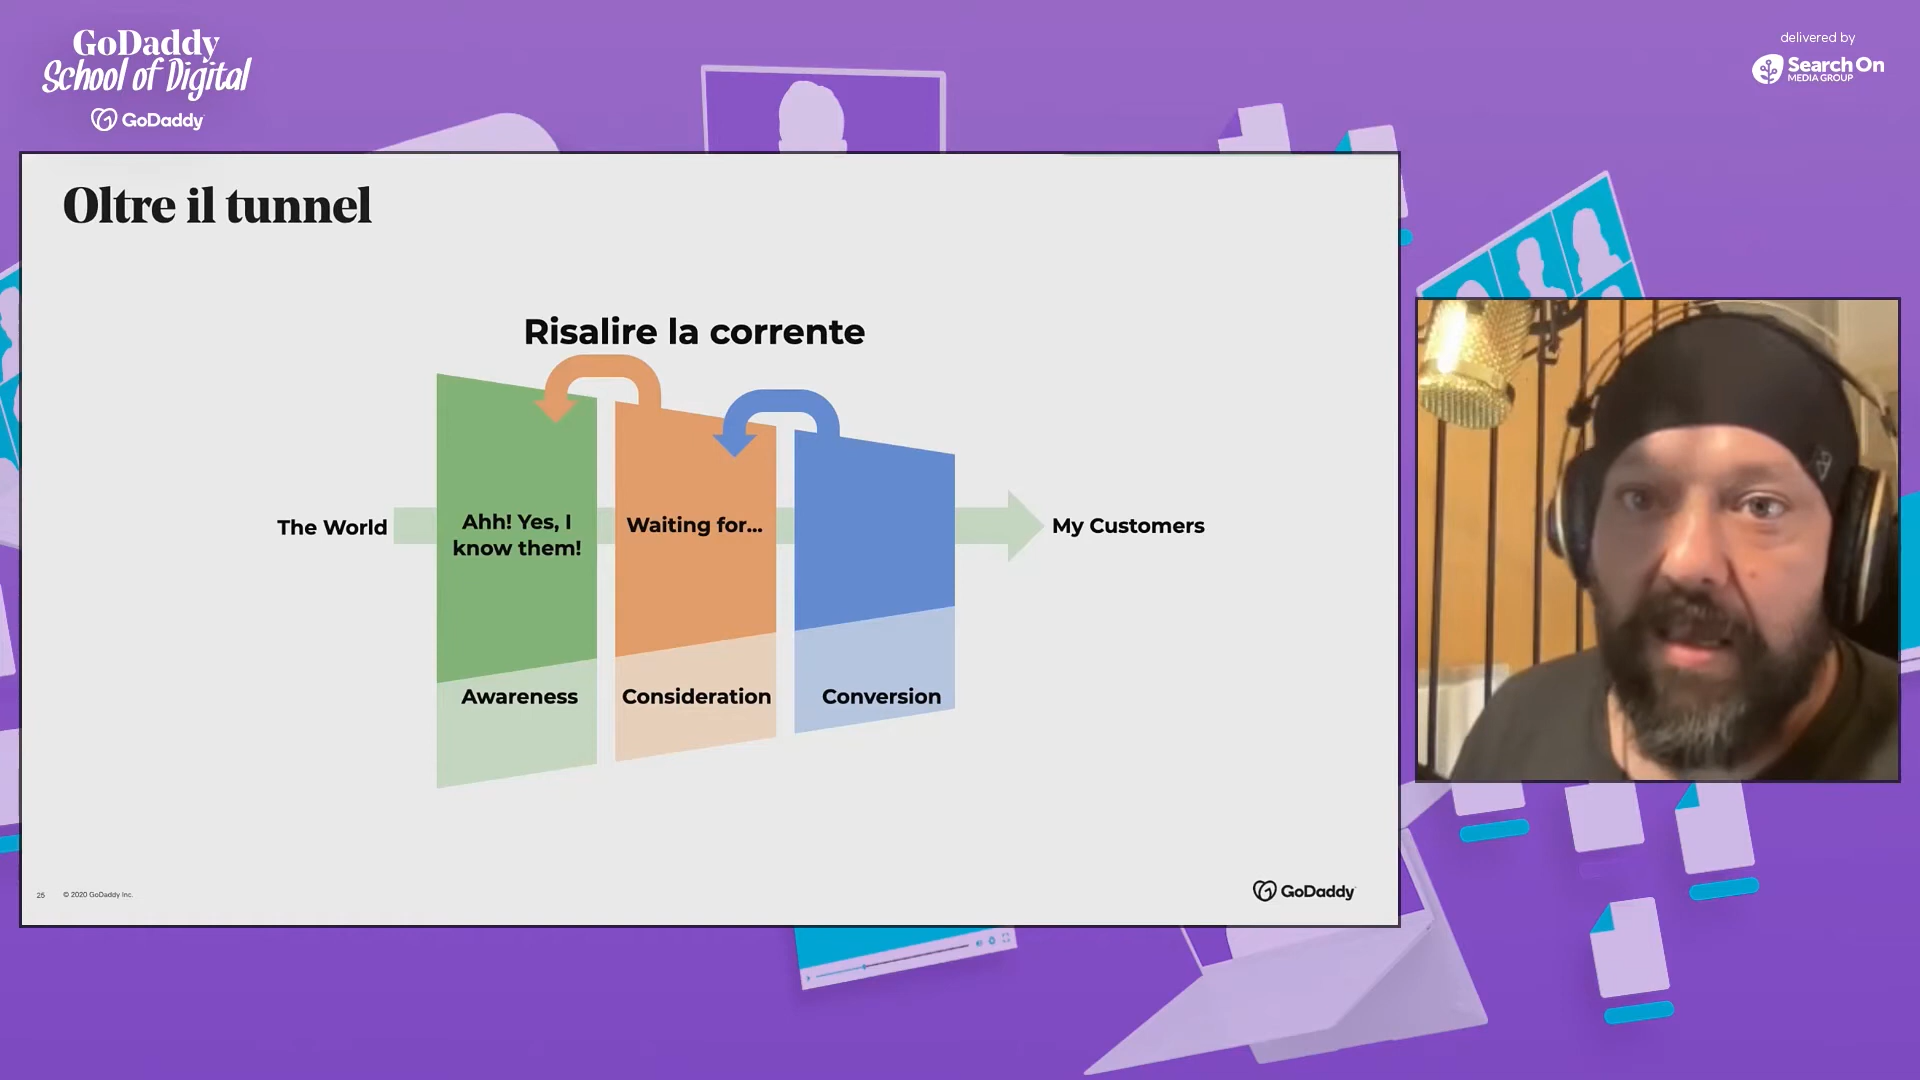 GoDaddy
School of Digital
GoDaddy
delivered by
Search On
MEDIA GROUP
Oltre il tunnel
Risalire la corrente
The World
Ahh! Yes, I
know them!
Waiting for...
My Customers
Awareness
Consideration
Conversion
25
© 2020 GoDaddy Inc.
GoDaddy